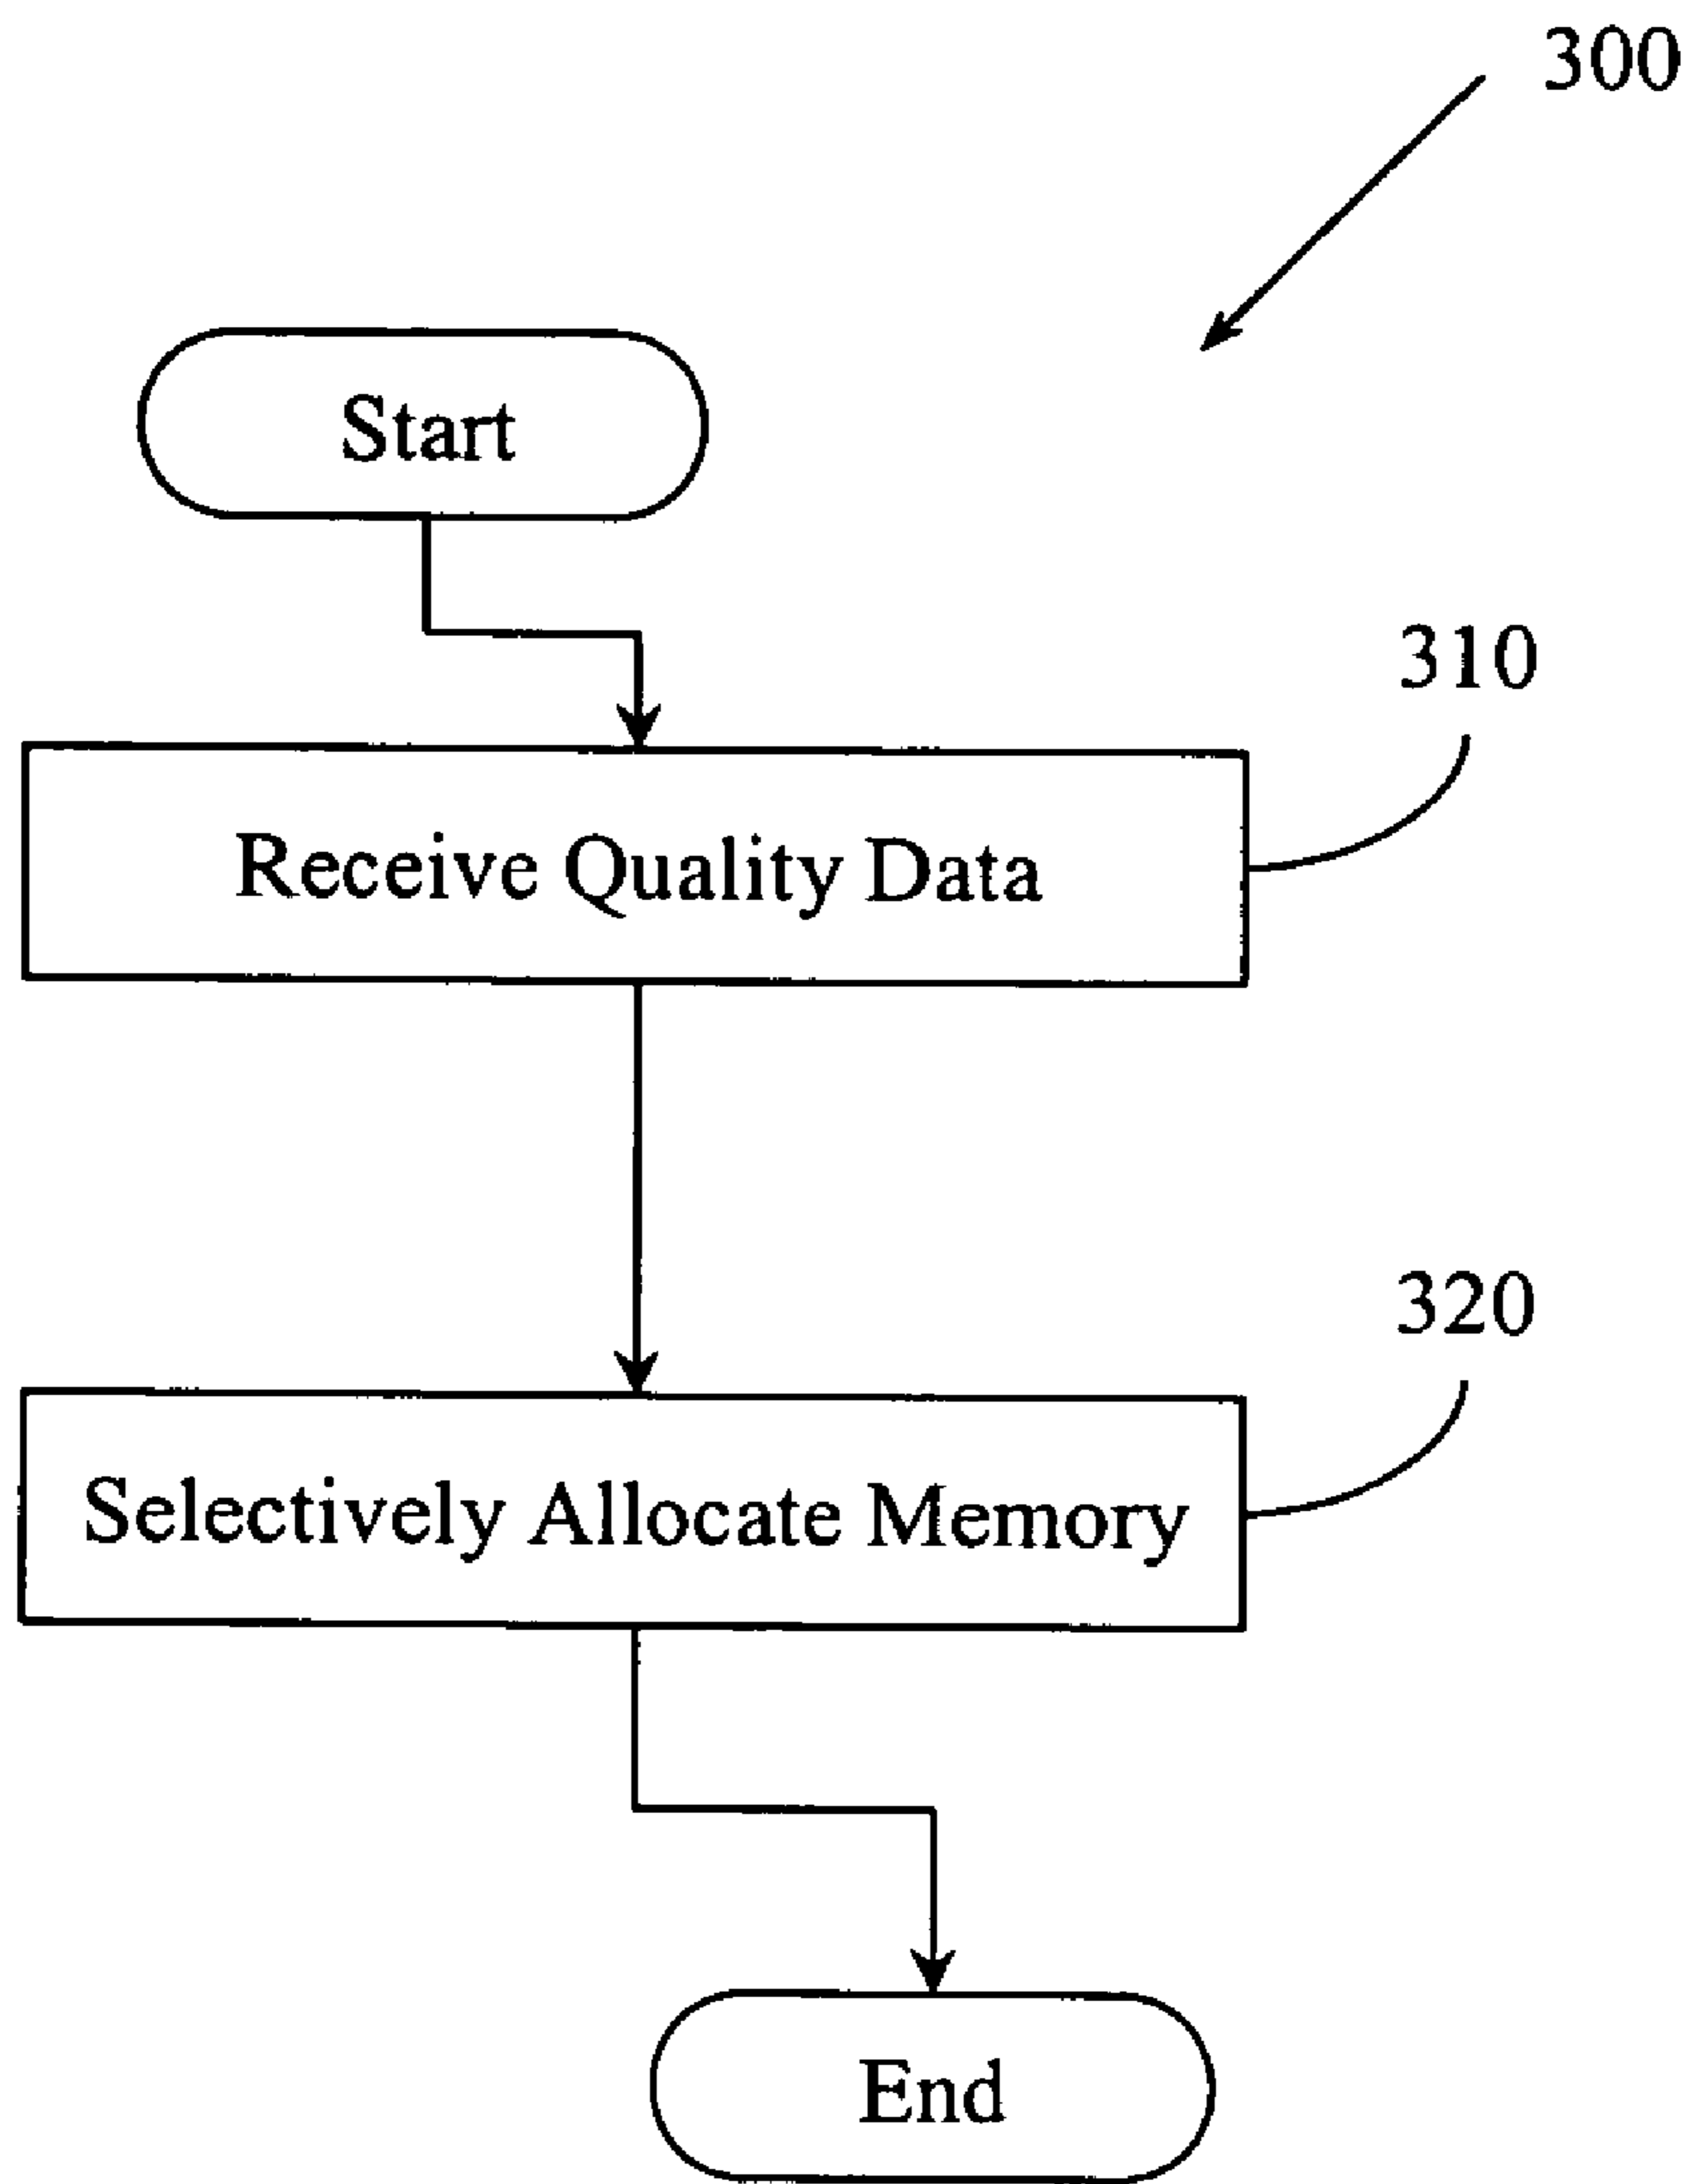 300
Start
310
Receive Quality Data
320
Selectively Allocate Memory
End